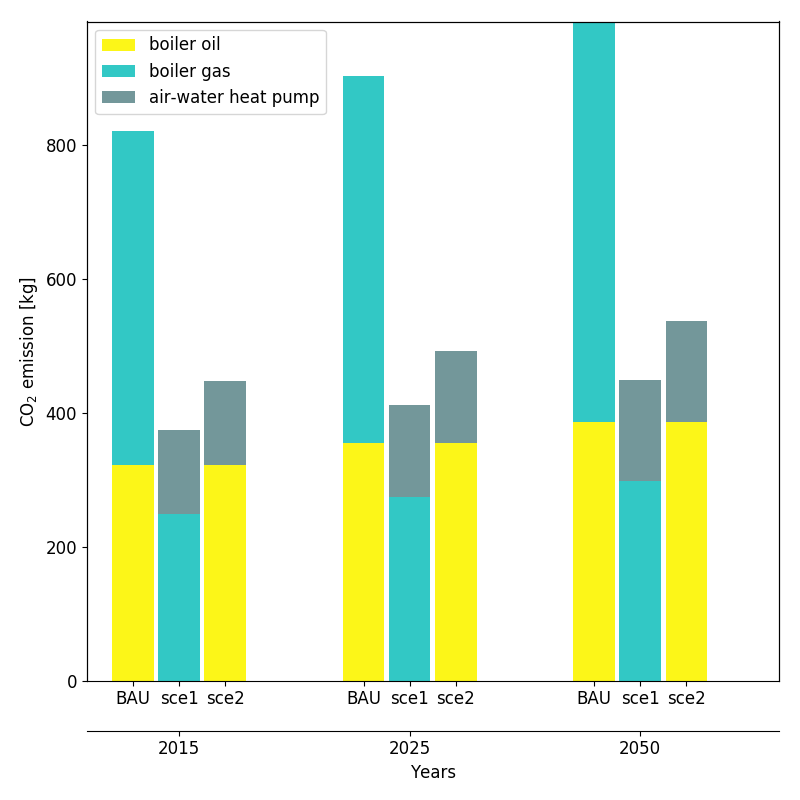 boiler oil
boiler gas
air-water heat pump
800
600
400
200
0
CO₂ emission [kg]
BAU sce1 sce2 BAU sce1 sce2 BAU sce1 sce2
2015 2025 2050
Years